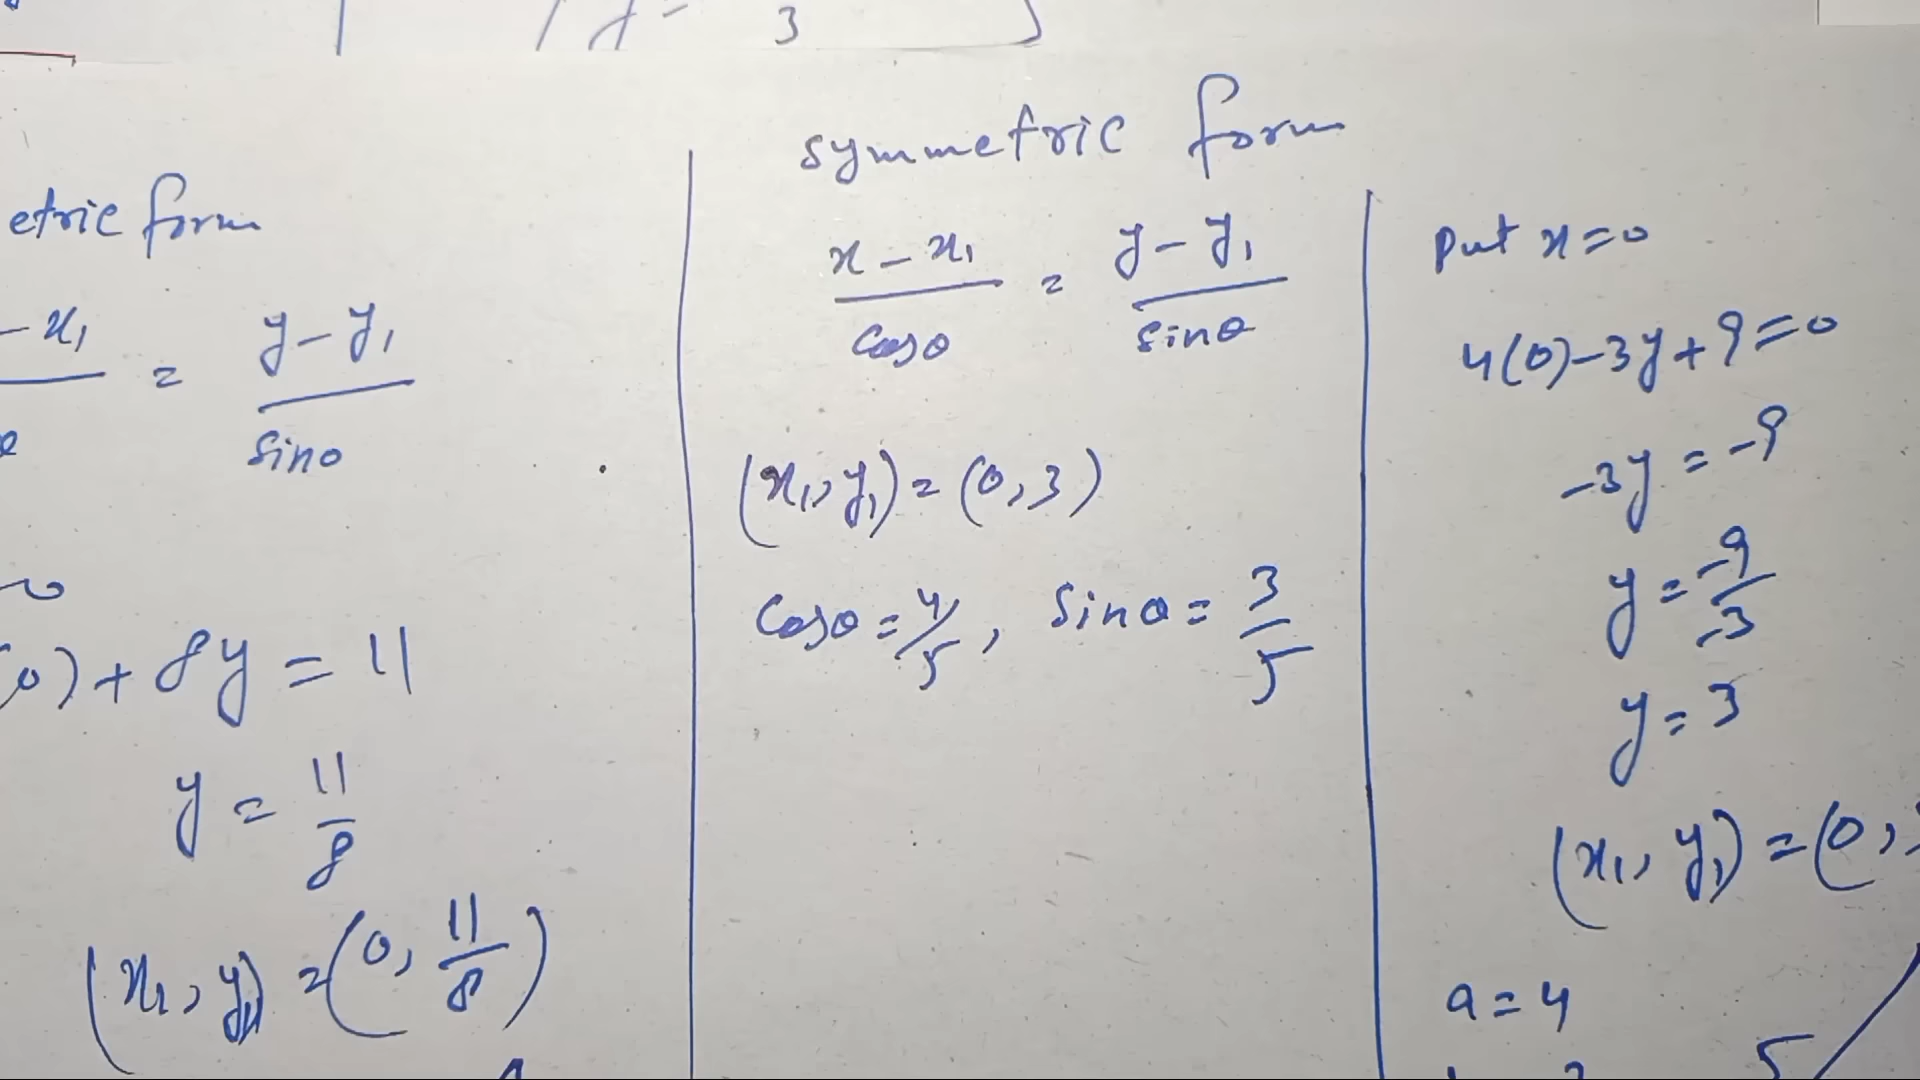 3
symmetric form
x - x₁ / cosθ = y - y₁ / sinθ
(x₁, y₁) = (0, 3)
cosθ = 4/5, sinθ = 3/5
etric form
- x₁ = y - y₁ / sinθ
0) + 8y = 11
y = 11/8
(x₁, y₁) = (0, 11/8)
Put x = 0
4(0) - 3y + 9 = 0
-3y = -9
y = -9/-3
y = 3
(x₁, y₁) = (0,
a = 4
5